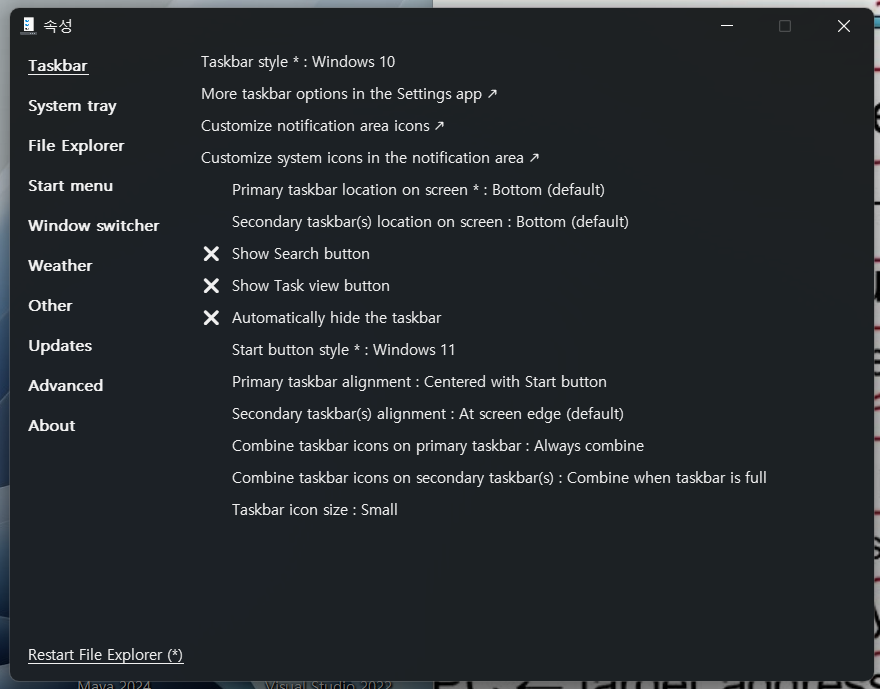 속성
Taskbar
System tray
File Explorer
Start menu
Window switcher
Weather
Other
Updates
Advanced
About
Taskbar style * : Windows 10
More taskbar options in the Settings app ↗
Customize notification area icons ↗
Customize system icons in the notification area ↗
Primary taskbar location on screen * : Bottom (default)
Secondary taskbar(s) location on screen : Bottom (default)
Show Search button
Show Task view button
Automatically hide the taskbar
Start button style * : Windows 11
Primary taskbar alignment : Centered with Start button
Secondary taskbar(s) alignment : At screen edge (default)
Combine taskbar icons on primary taskbar : Always combine
Combine taskbar icons on secondary taskbar(s) : Combine when taskbar is full
Taskbar icon size : Small
Restart File Explorer (*)
Maya 2024
Visual Studio 2022
PC ← Target address